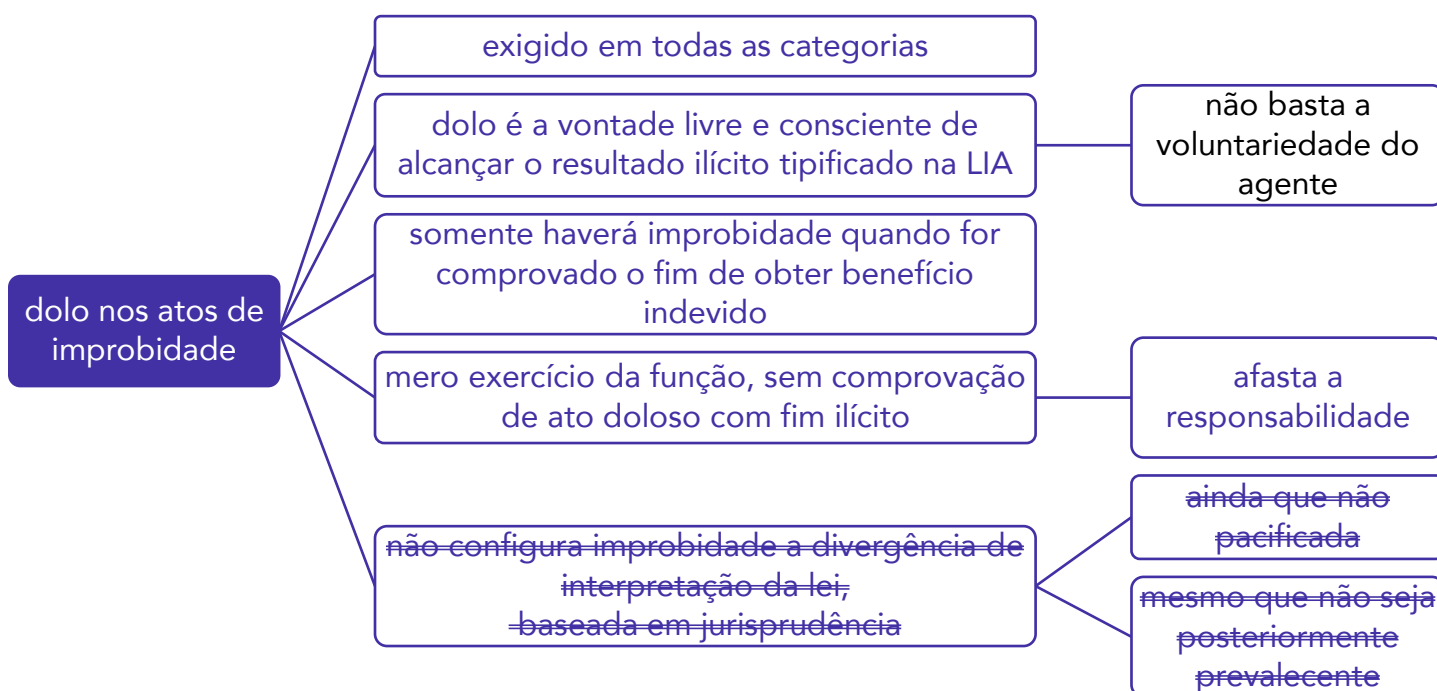 dolo nos atos de
improbidade
exigido em todas as categorias
dolo é a vontade livre e consciente de
alcançar o resultado ilícito tipificado na LIA
não basta a
voluntariedade do
agente
somente haverá improbidade quando for
comprovado o fim de obter benefício
indevido
mero exercício da função, sem comprovação
de ato doloso com fim ilícito
afasta a
responsabilidade
não configura improbidade a divergência de
interpretação da lei,
baseada em jurisprudência
ainda que não
pacificada
mesmo que não seja
posteriormente
prevalecente